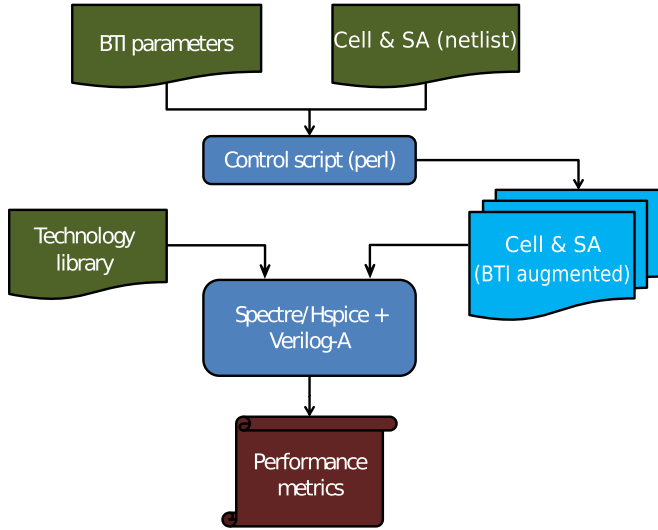 BTI parameters
Cell & SA (netlist)
Control script (perl)
Technology
library
Cell & SA
(BTI augmented)
Spectre/Hspice +
Verilog-A
Performance
metrics